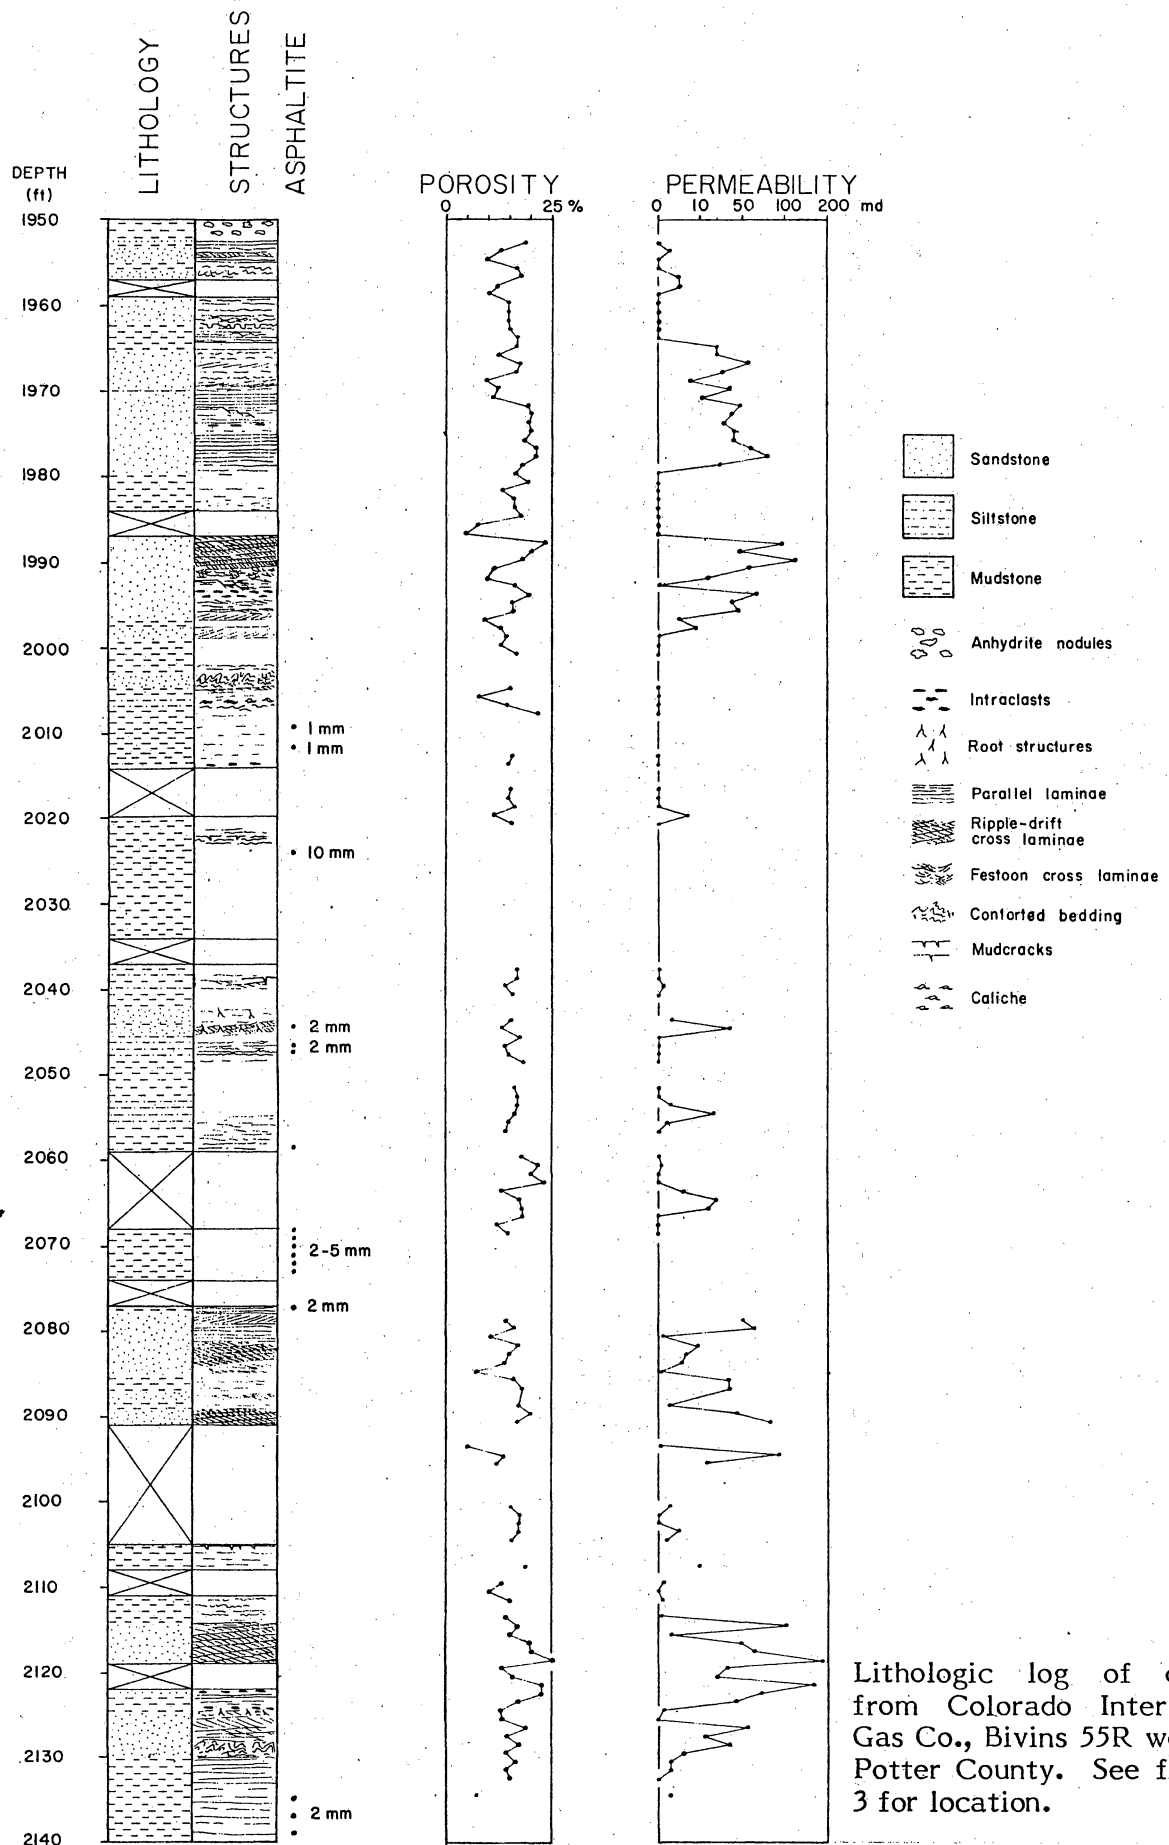 LITHOLOGY
STRUCTURES
ASPHALTITE
DEPTH
(ft)
POROSITY
0 25 %
PERMEABILITY
0 10 50 100 200 md
1950
1960
1970
1980
1990
2000
2010
2020
2030
2040
2050
2060
2070
2080
2090
2100
2110
2120
2130
2140
1 mm
1 mm
10 mm
2 mm
2 mm
2-5 mm
2 mm
2 mm
Sandstone
Siltstone
Mudstone
Anhydrite nodules
Intraclasts
Root structures
Parallel laminae
Ripple-drift
cross laminae
Festoon cross laminae
Contorted bedding
Mudcracks
Caliche
Lithologic log of
from Colorado Inter
Gas Co., Bivins 55R w
Potter County. See f
3 for location.